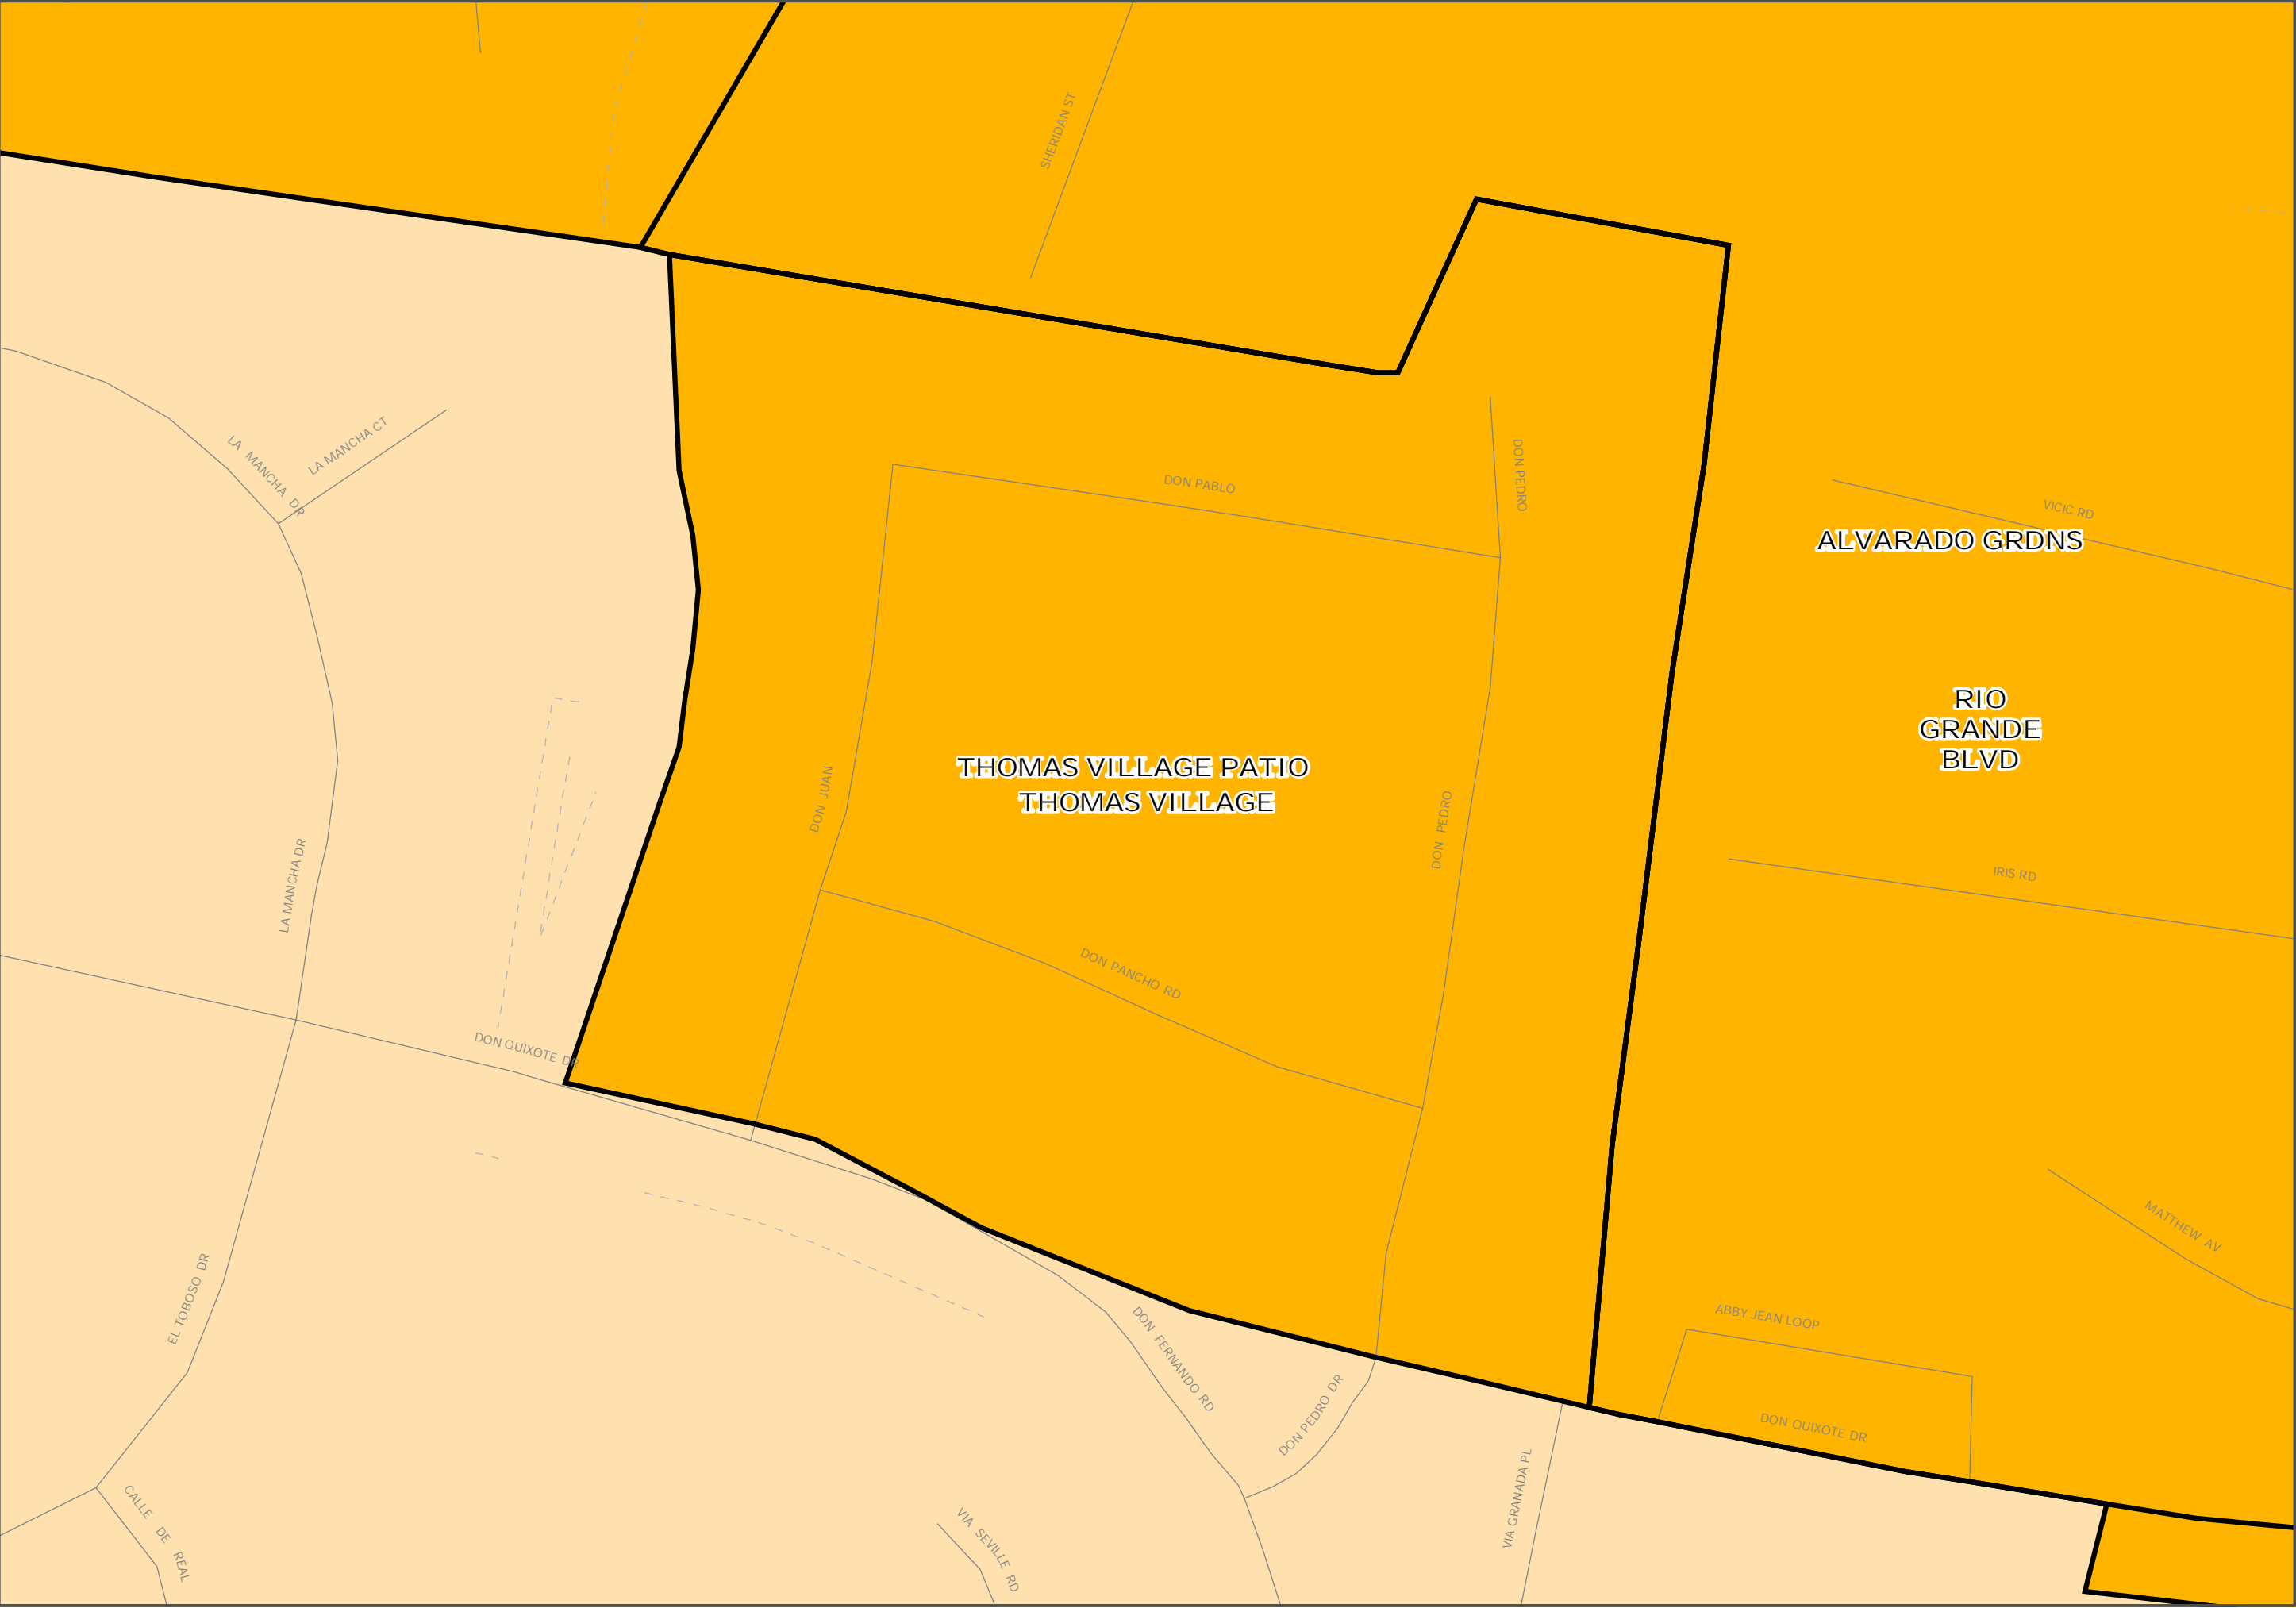 SHERIDAN ST
LA MANCHA DR
LA MANCHA CT
DON PABLO
DON PEDRO
VICIC RD
ALVARADO GRDNS
RIO
GRANDE
BLVD
THOMAS VILLAGE PATIO
THOMAS VILLAGE
DON JUAN
DON PEDRO
LA MANCHA DR
IRIS RD
DON PANCHO RD
DON QUIXOTE DR
MATTHEW AV
EL TOBOSO DR
ABBY JEAN LOOP
DON FERNANDO RD
DON PEDRO DR
DON QUIXOTE DR
VIA GRANADA PL
CALLE DE REAL
VIA SEVILLE RD